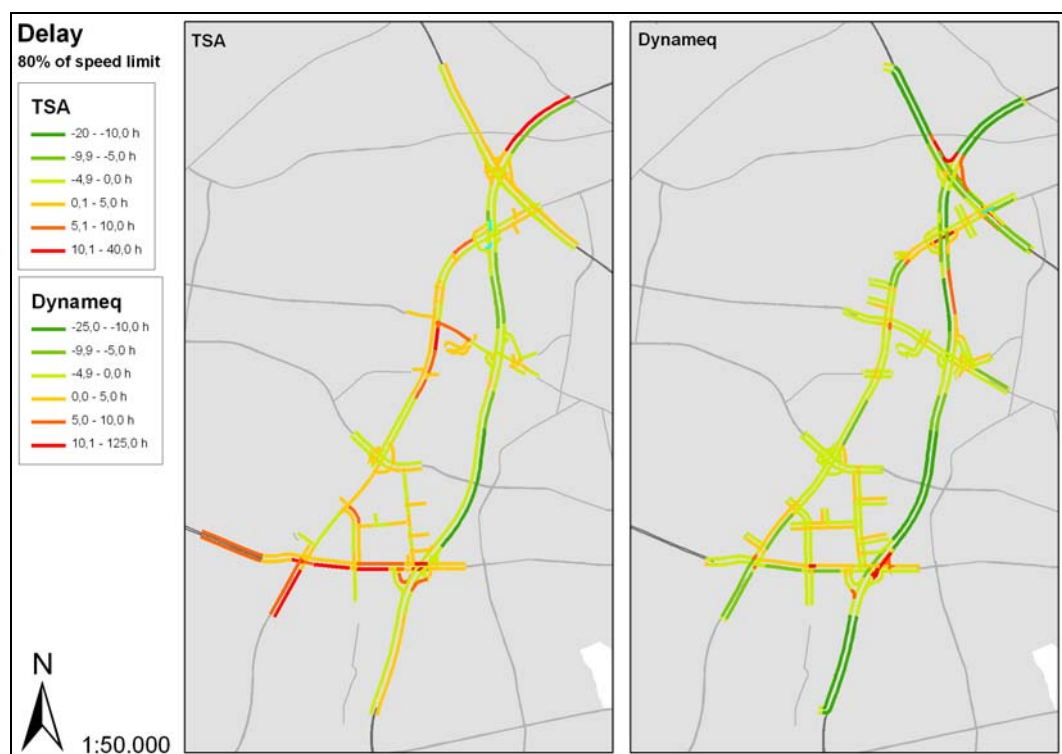 Delay
80% of speed limit
TSA
-20 - -10,0 h
-9,9 - -5,0 h
-4,9 - 0,0 h
0,1 - 5,0 h
5,1 - 10,0 h
10,1 - 40,0 h
Dynameq
-25,0 - -10,0 h
-9,9 - -5,0 h
-4,9 - 0,0 h
0,0 - 5,0 h
5,0 - 10,0 h
10,1 - 125,0 h
N
1:50.000
TSA
Dynameq